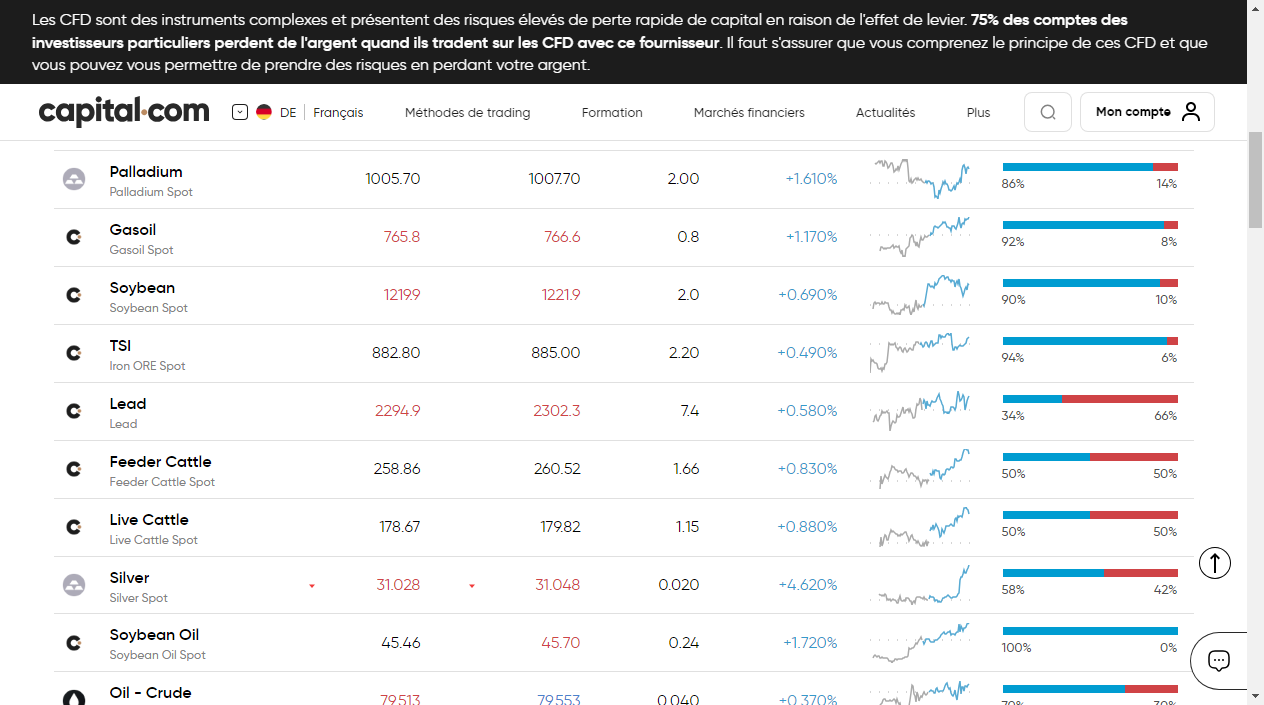 Les CFD sont des instruments complexes et présentent des risques élevés de perte rapide de capital en raison de l'effet de levier. 75% des comptes des
investisseurs particuliers perdent de l'argent quand ils tradent sur les CFD avec ce fournisseur. Il faut s'assurer que vous comprenez le principe de ces CFD et que
vous pouvez vous permettre de prendre des risques en perdant votre argent.
capital.com DE Français Méthodes de trading Formation Marchés financiers Actualités Plus Mon compte
Palladium 1005.70 1007.70 2.00 +1.610%
Palladium Spot 86% 14%
Gasoil 765.8 766.6 0.8 +1.170%
Gasoil Spot 92% 8%
Soybean 1219.9 1221.9 2.0 +0.690%
Soybean Spot 90% 10%
TSI 882.80 885.00 2.20 +0.490%
Iron ORE Spot 94% 6%
Lead 2294.9 2302.3 7.4 +0.580%
Lead 34% 66%
Feeder Cattle 258.86 260.52 1.66 +0.830%
Feeder Cattle Spot 50% 50%
Live Cattle 178.67 179.82 1.15 +0.880%
Live Cattle Spot 50% 50%
Silver 31.028 31.048 0.020 +4.620%
Silver Spot 58% 42%
Soybean Oil 45.46 45.70 0.24 +1.720%
Soybean Oil Spot 100% 0%
Oil - Crude 79.513 79.553 0.040 +0.370%